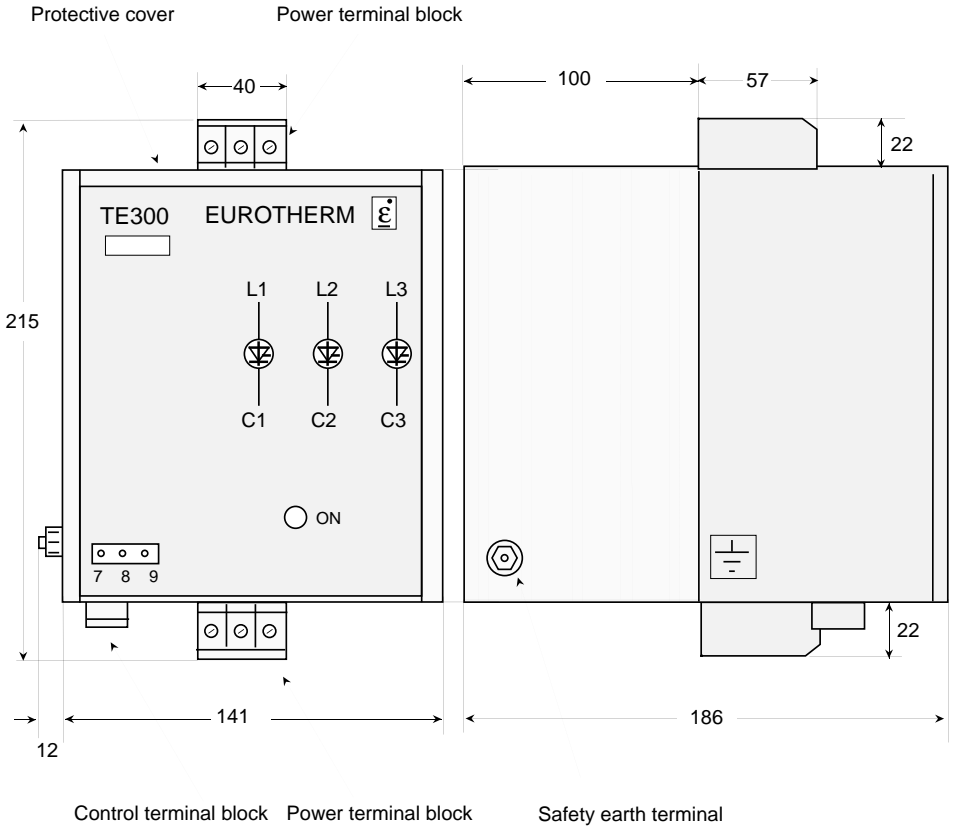 Protective cover
Power terminal block
40
100
57
22
TE300
EUROTHERM ε
L1 L2 L3
215
C1 C2 C3
ON
7 8 9
22
141
186
12
Control terminal block
Power terminal block
Safety earth terminal